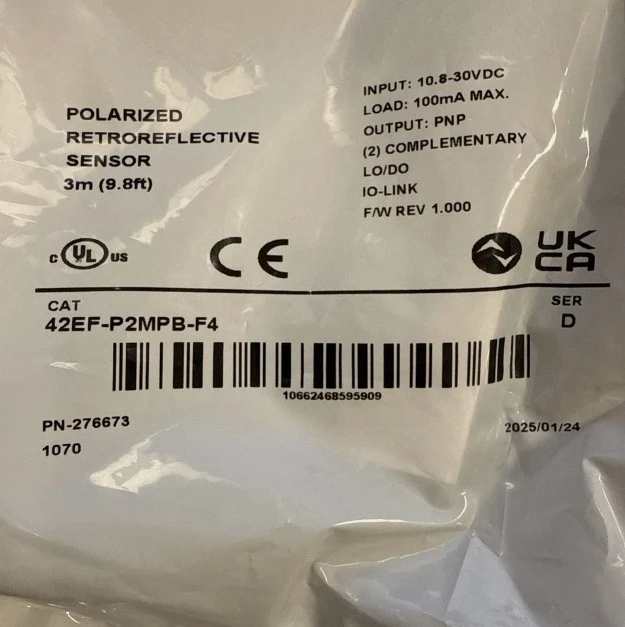 POLARIZED
RETROREFLECTIVE
SENSOR
3m (9.8ft)
INPUT: 10.8-30VDC
LOAD: 100mA MAX.
OUTPUT: PNP
(2) COMPLEMENTARY
LO/DO
IO-LINK
F/W REV 1.000
C UL US
CE
UK
CA
CAT
42EF-P2MPB-F4
SER
D
10662468595909
PN-276673
1070
2025/01/24